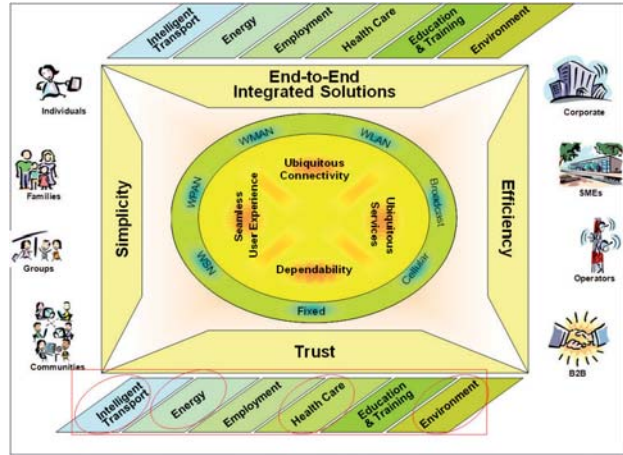 Intelligent
Transport
Energy
Employment
Health Care
Education
& Training
Environment
End-to-End
Integrated Solutions
Individuals
Families
Groups
Communities
Simplicity
WMAN
WLAN
WPAN
Broadcast
WSN
Cellular
Fixed
Ubiquitous
Connectivity
Seamless
User Experience
Ubiquitous
Services
Dependability
Efficiency
Trust
Corporate
SMEs
Operators
B2B
Intelligent
Transport
Energy
Employment
Health Care
Education
& Training
Environment